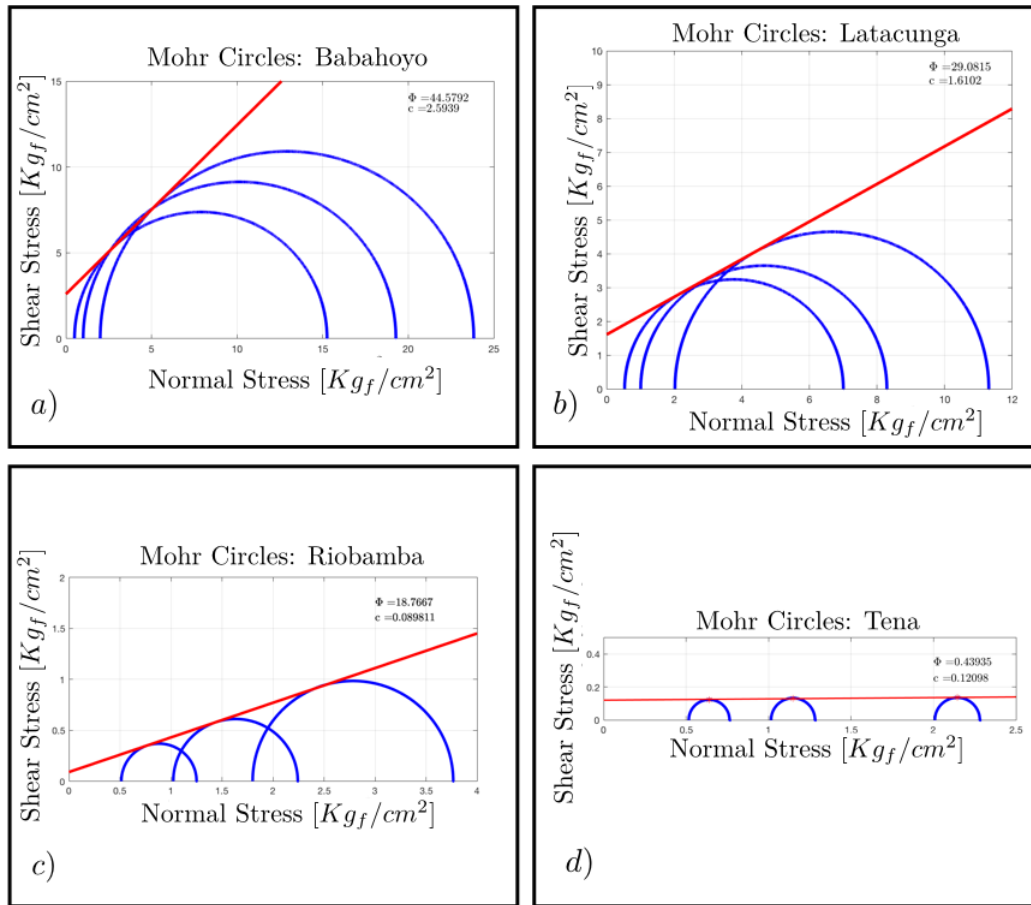 Mohr Circles: Babahoyo
Shear Stress [Kg_f/cm^2]
15
10
5
0
Φ =44.5792
c =2.5939
0 5 10 15 20 25
Normal Stress [Kg_f/cm^2]
a)
Mohr Circles: Latacunga
Shear Stress [Kg_f/cm^2]
10
9
8
7
6
5
4
3
2
1
0
Φ =29.0815
c =1.6102
0 2 4 6 8 10 12
Normal Stress [Kg_f/cm^2]
b)
Mohr Circles: Riobamba
Shear Stress [Kg_f/cm^2]
2
1.5
1
0.5
0
Φ =18.7667
c =0.089811
0 0.5 1 1.5 2 2.5 3 3.5 4
Normal Stress [Kg_f/cm^2]
c)
Mohr Circles: Tena
Shear Stress [Kg_f/cm^2]
0.4
0.2
0
Φ =0.43935
c =0.12098
0 0.5 1 1.5 2 2.5
Normal Stress [Kg_f/cm^2]
d)